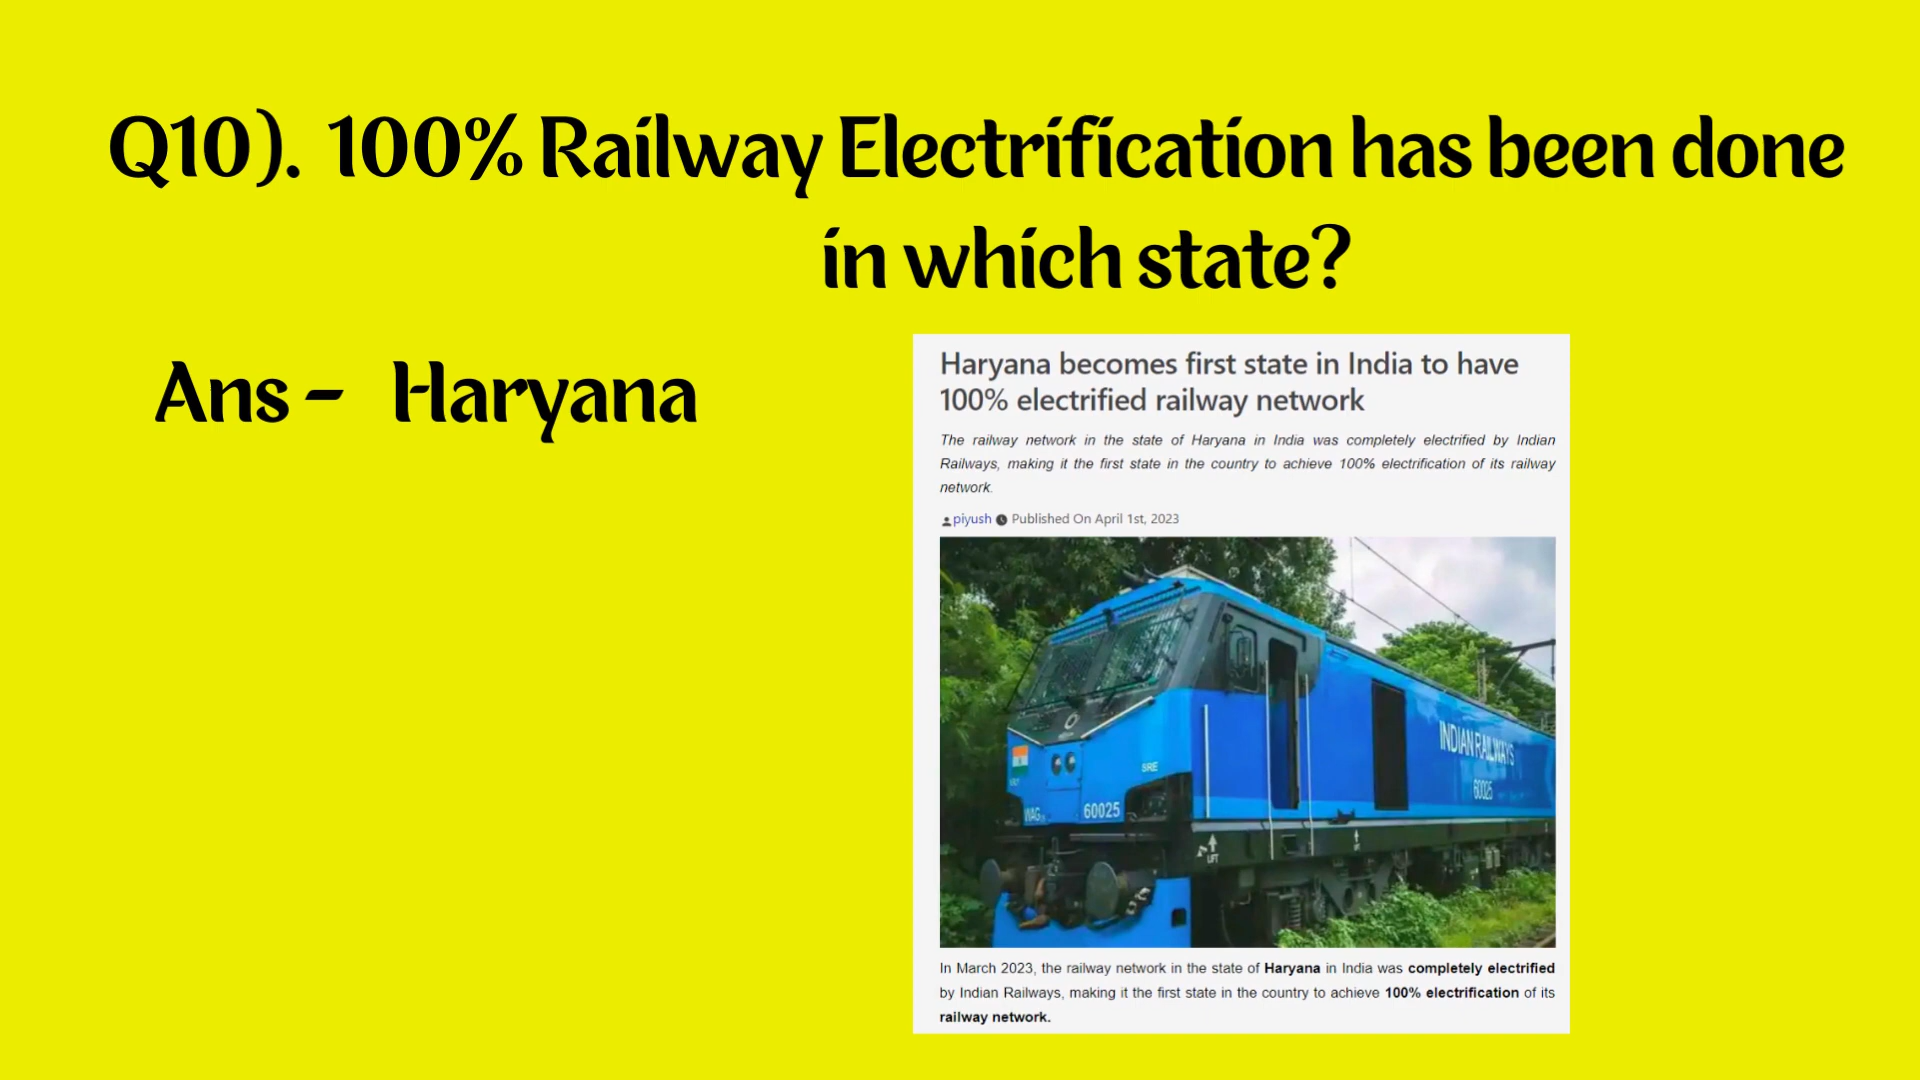 Q10). 100% Railway Electrification has been done
in which state?
Ans - Haryana
Haryana becomes first state in India to have
100% electrified railway network
The railway network in the state of Haryana in India was completely electrified by Indian
Railways, making it the first state in the country to achieve 100% electrification of its railway
network.
piyush Published On April 1st, 2023
INDIAN RAILWAYS
60025
SRE
WAG 60025
LIFT
In March 2023, the railway network in the state of Haryana in India was completely electrified
by Indian Railways, making it the first state in the country to achieve 100% electrification of its
railway network.